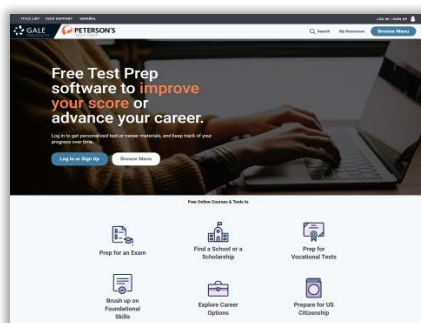 TITLE LIST TECH SUPPORT ESPAÑOL
LOG IN / SIGN UP
GALE PETERSON'S
Search My Resources Browse Menu
Free Test Prep
software to improve
your score or
advance your career.
Log in to get personalized test or career materials, and keep track of your
progress over time.
Log In or Sign Up Browse Menu
Free Online Courses & Tools to
Prep for an Exam
Find a School or a
Scholarship
Prep for
Vocational Tests
Brush up on
Foundational
Skills
Explore Career
Options
Prepare for US
Citizenship